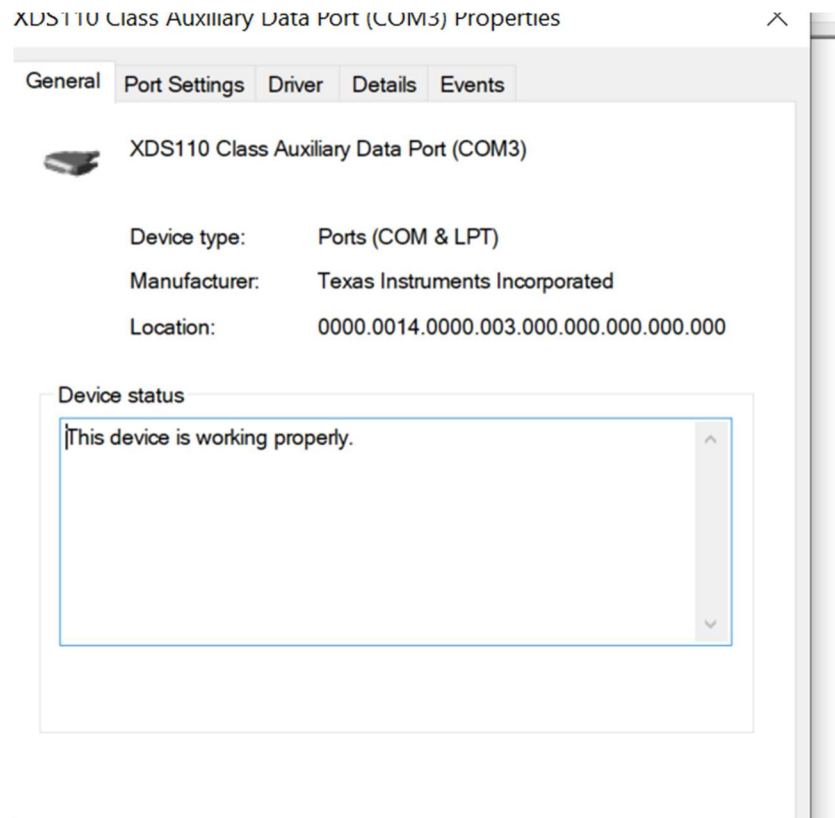 XDS110 Class Auxiliary Data Port (COM3) Properties
General Port Settings Driver Details Events
XDS110 Class Auxiliary Data Port (COM3)
Device type: Ports (COM & LPT)
Manufacturer: Texas Instruments Incorporated
Location: 0000.0014.0000.003.000.000.000.000.000
Device status
This device is working properly.